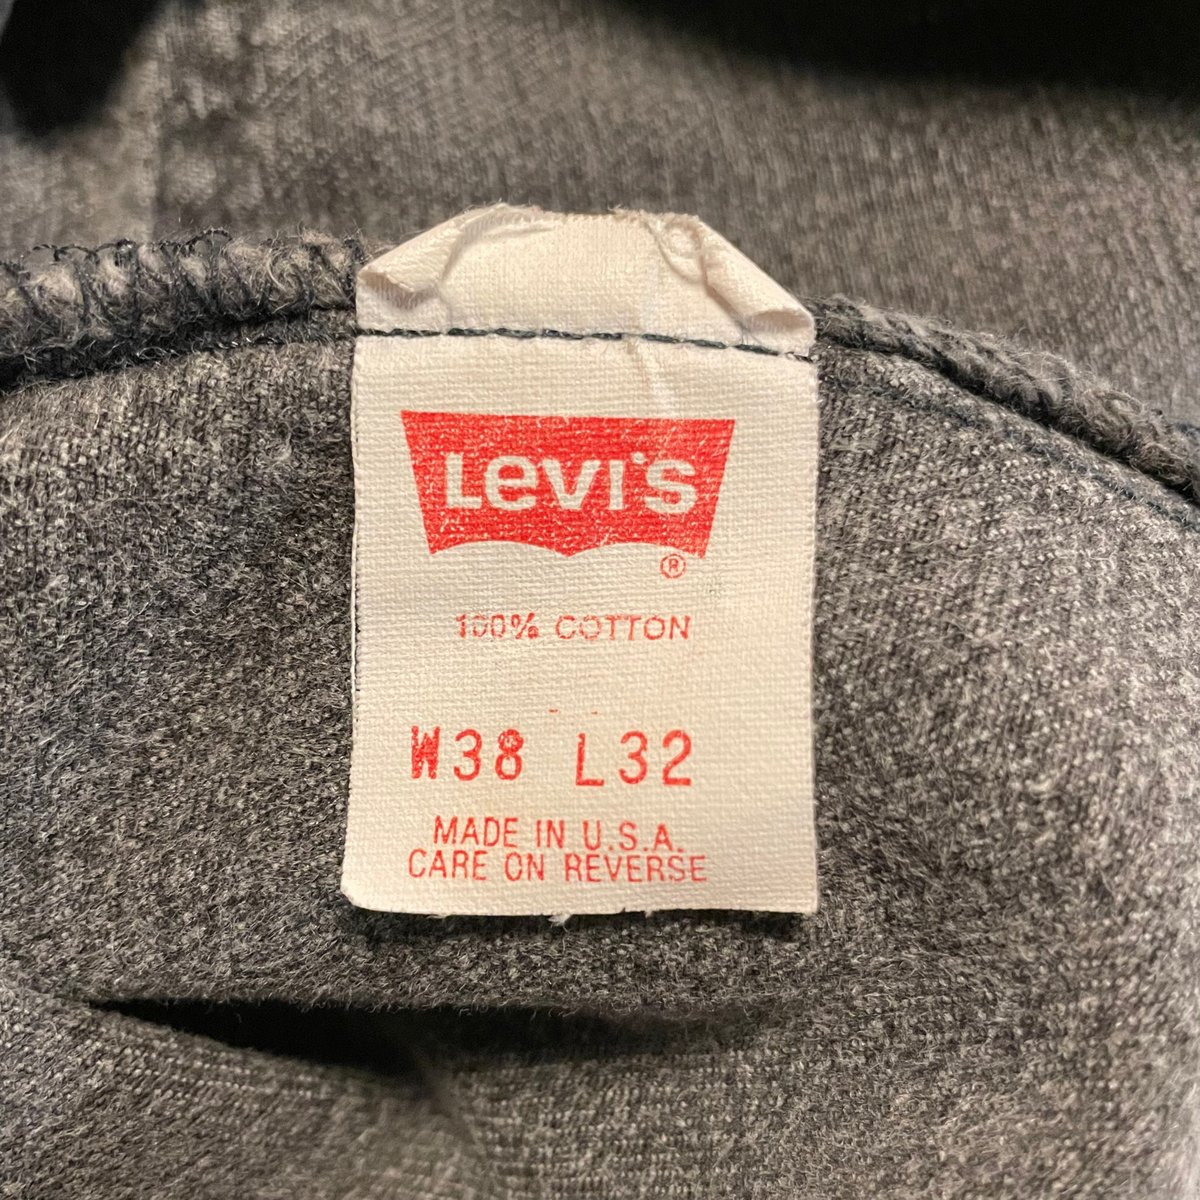 Levi's
®
100% COTTON
W38 L32
MADE IN U.S.A.
CARE ON REVERSE